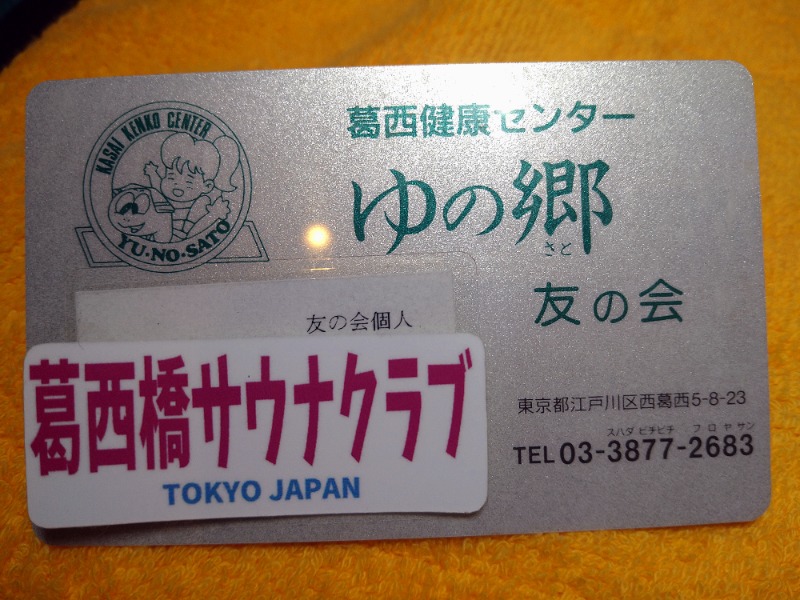 KASAI KENKO CENTER
YU・NO・SATO
葛西健康センター
ゆの郷
さと
友の会
友の会個人
葛西橋サウナクラブ
TOKYO JAPAN
東京都江戸川区西葛西5-8-23
スハダ ピチピチ フロヤサン
TEL 03-3877-2683